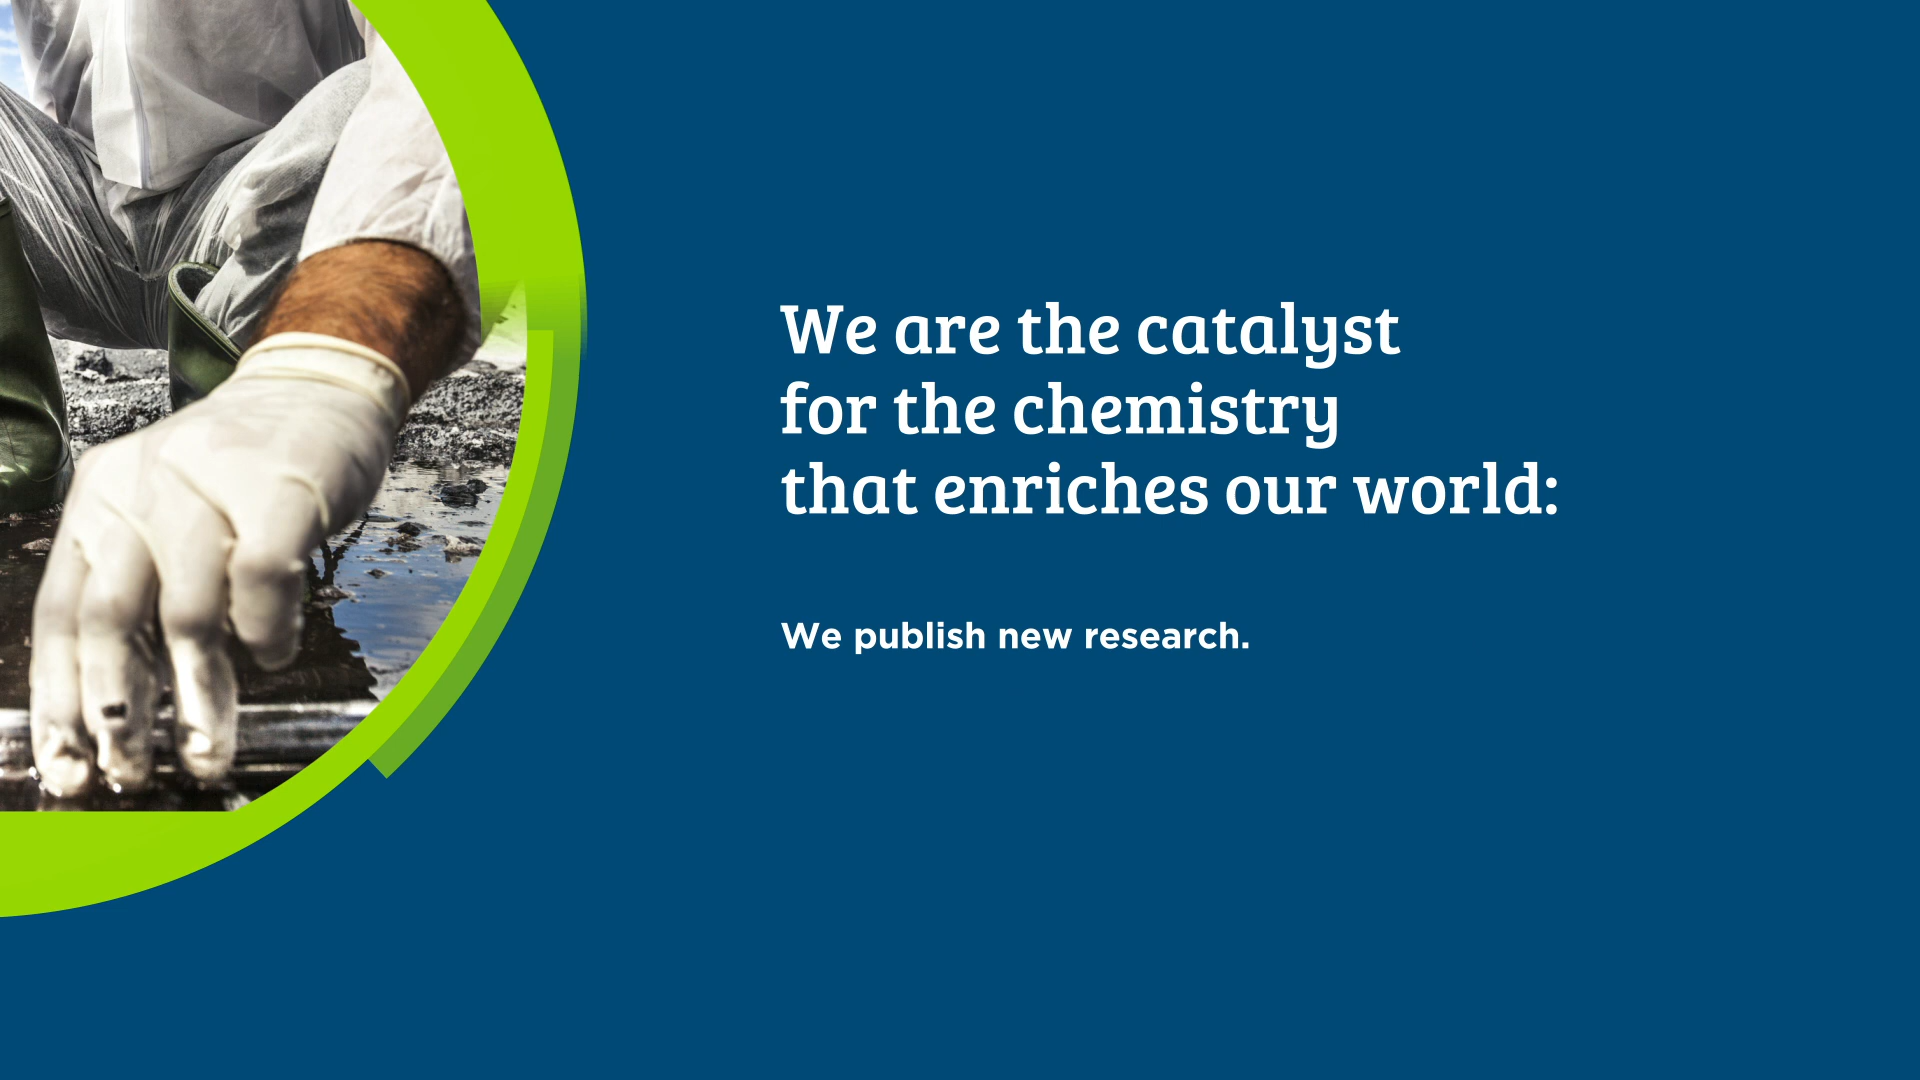 We are the catalyst
for the chemistry
that enriches our world:
We publish new research.